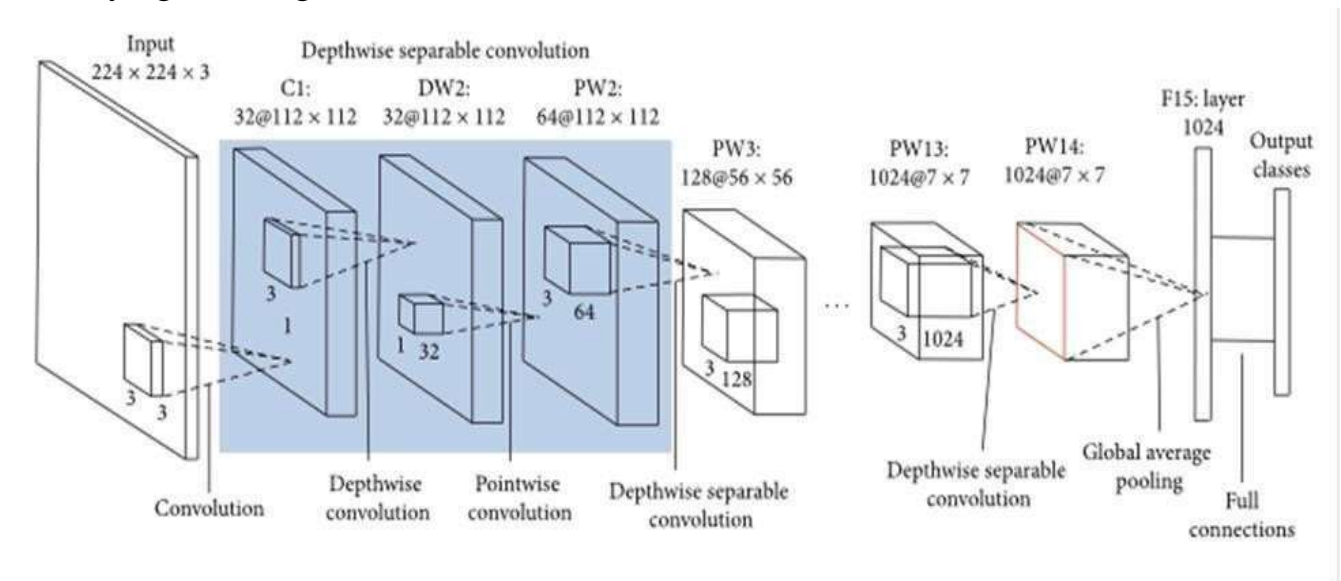 Input
224 × 224 × 3
Depthwise separable convolution
C1:
32@112 × 112
DW2:
32@112 × 112
PW2:
64@112 × 112
PW3:
128@56 × 56
PW13:
1024@7 × 7
PW14:
1024@7 × 7
F15: layer
1024
Output
classes
3
3
3
1
1
32
3
64
3
128
...
3
1024
Convolution
Depthwise
convolution
Pointwise
convolution
Depthwise separable
convolution
Depthwise separable
convolution
Global average
pooling
Full
connections